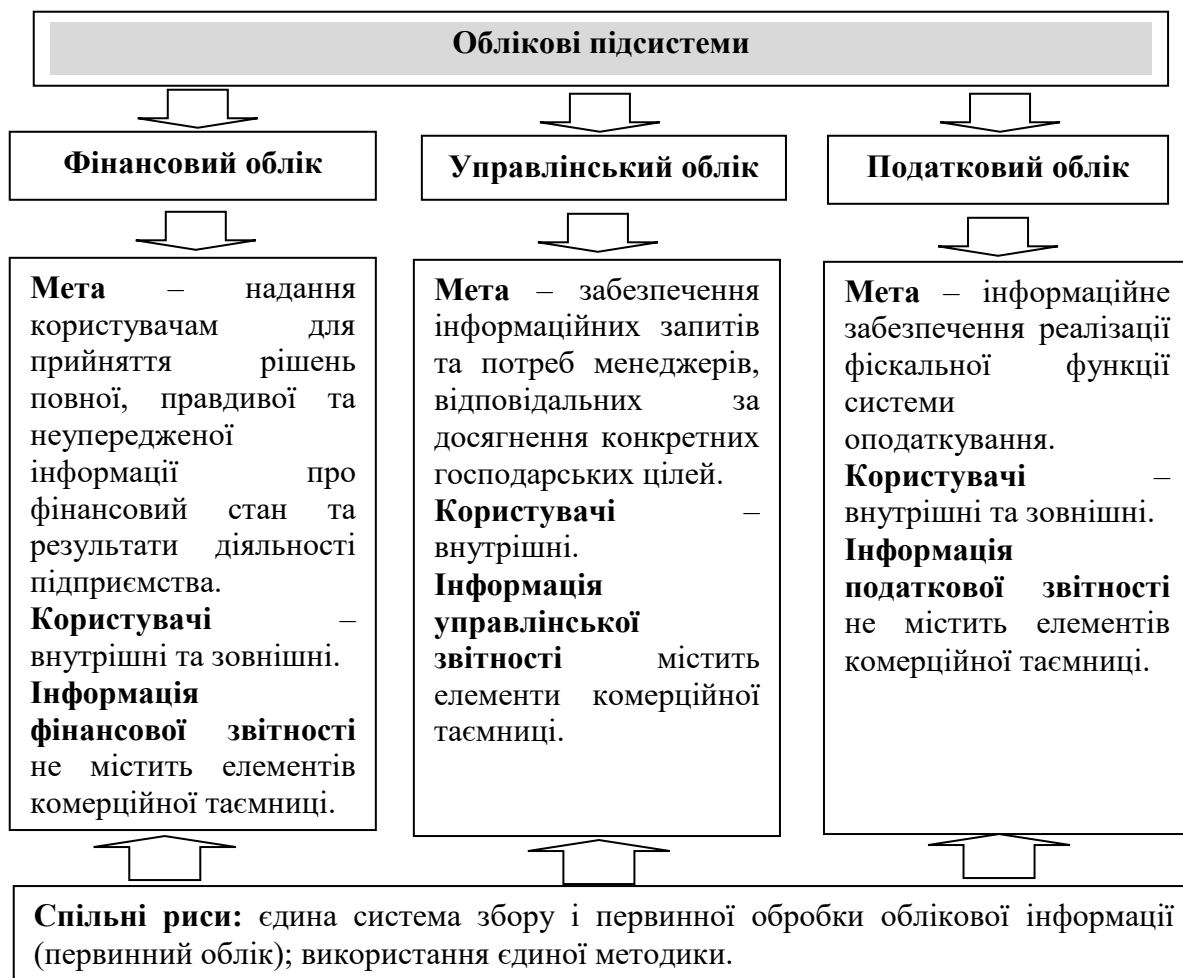 Облікові підсистеми
Фінансовий облік
Управлінський облік
Податковий облік
Мета – надання
користувачам для
прийняття рішень
повної, правдивої та
неупередженої
інформації про
фінансовий стан та
результати діяльності
підприємства.
Користувачі –
внутрішні та зовнішні.
Інформація
фінансової звітності
не містить елементів
комерційної таємниці.
Мета – забезпечення
інформаційних запитів
та потреб менеджерів,
відповідальних за
досягнення конкретних
господарських цілей.
Користувачі –
внутрішні.
Інформація
управлінської
звітності містить
елементи комерційної
таємниці.
Мета – інформаційне
забезпечення реалізації
фіскальної функції
системи
оподаткування.
Користувачі –
внутрішні та зовнішні.
Інформація
податкової звітності
не містить елементів
комерційної таємниці.
Спільні риси: єдина система збору і первинної обробки облікової інформації
(первинний облік); використання єдиної методики.